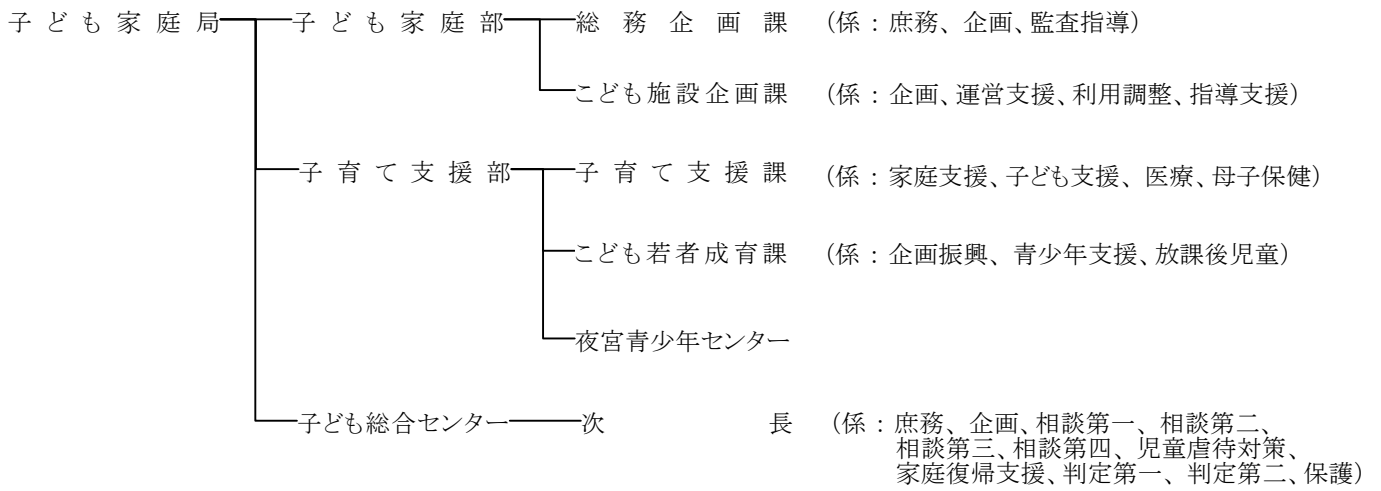 子ども家庭局 子ども家庭部 総務企画課 (係：庶務、企画、監査指導)
こども施設企画課 (係：企画、運営支援、利用調整、指導支援)
子育て支援部 子育て支援課 (係：家庭支援、子ども支援、医療、母子保健)
こども若者成育課 (係：企画振興、青少年支援、放課後児童)
夜宮青少年センター
子ども総合センター 次長 (係：庶務、企画、相談第一、相談第二、
相談第三、相談第四、児童虐待対策、
家庭復帰支援、判定第一、判定第二、保護)